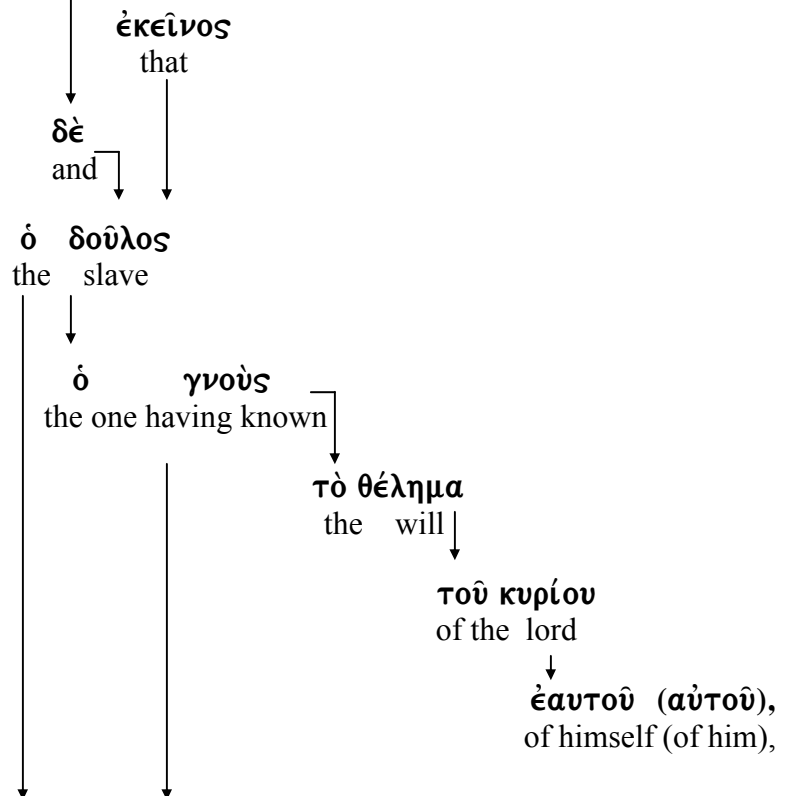 ἐκεῖνος
that
δὲ
and
ὁ δοῦλος
the slave
ὁ γνοὺς
the one having known
τὸ θέλημα
the will
τοῦ κυρίου
of the lord
ἑαυτοῦ (αὐτοῦ),
of himself (of him),